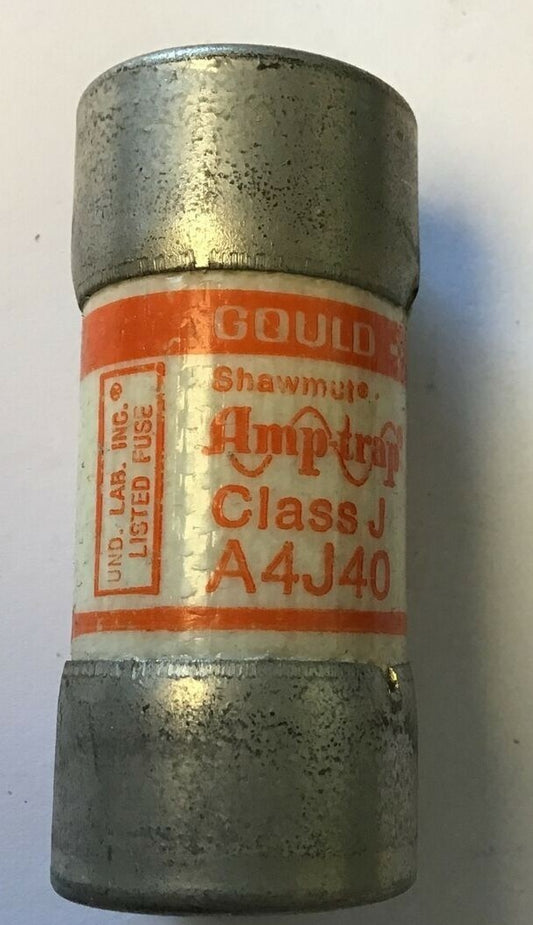 GOULD
Shawmut®
Amp-trap®
Class J
A4J40
UND. LAB. INC.®
LISTED FUSE